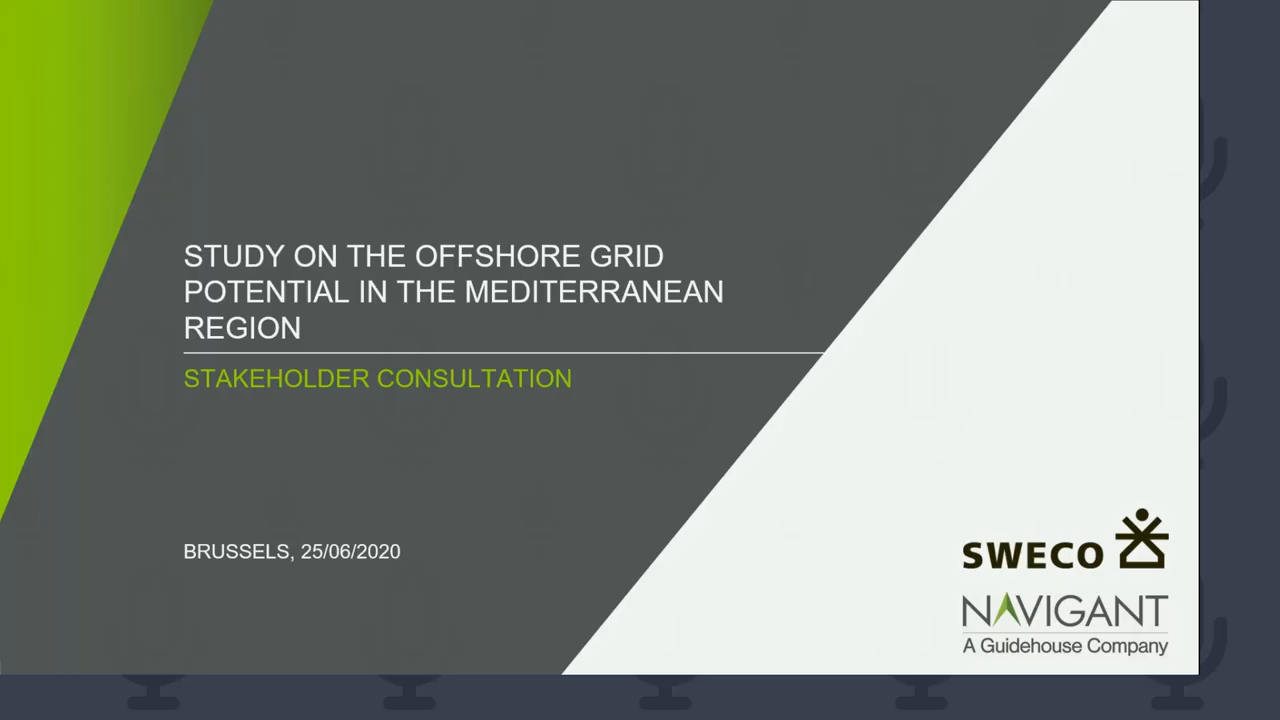 STUDY ON THE OFFSHORE GRID
POTENTIAL IN THE MEDITERRANEAN
REGION
STAKEHOLDER CONSULTATION
BRUSSELS, 25/06/2020
SWECO
NAVIGANT
A Guidehouse Company